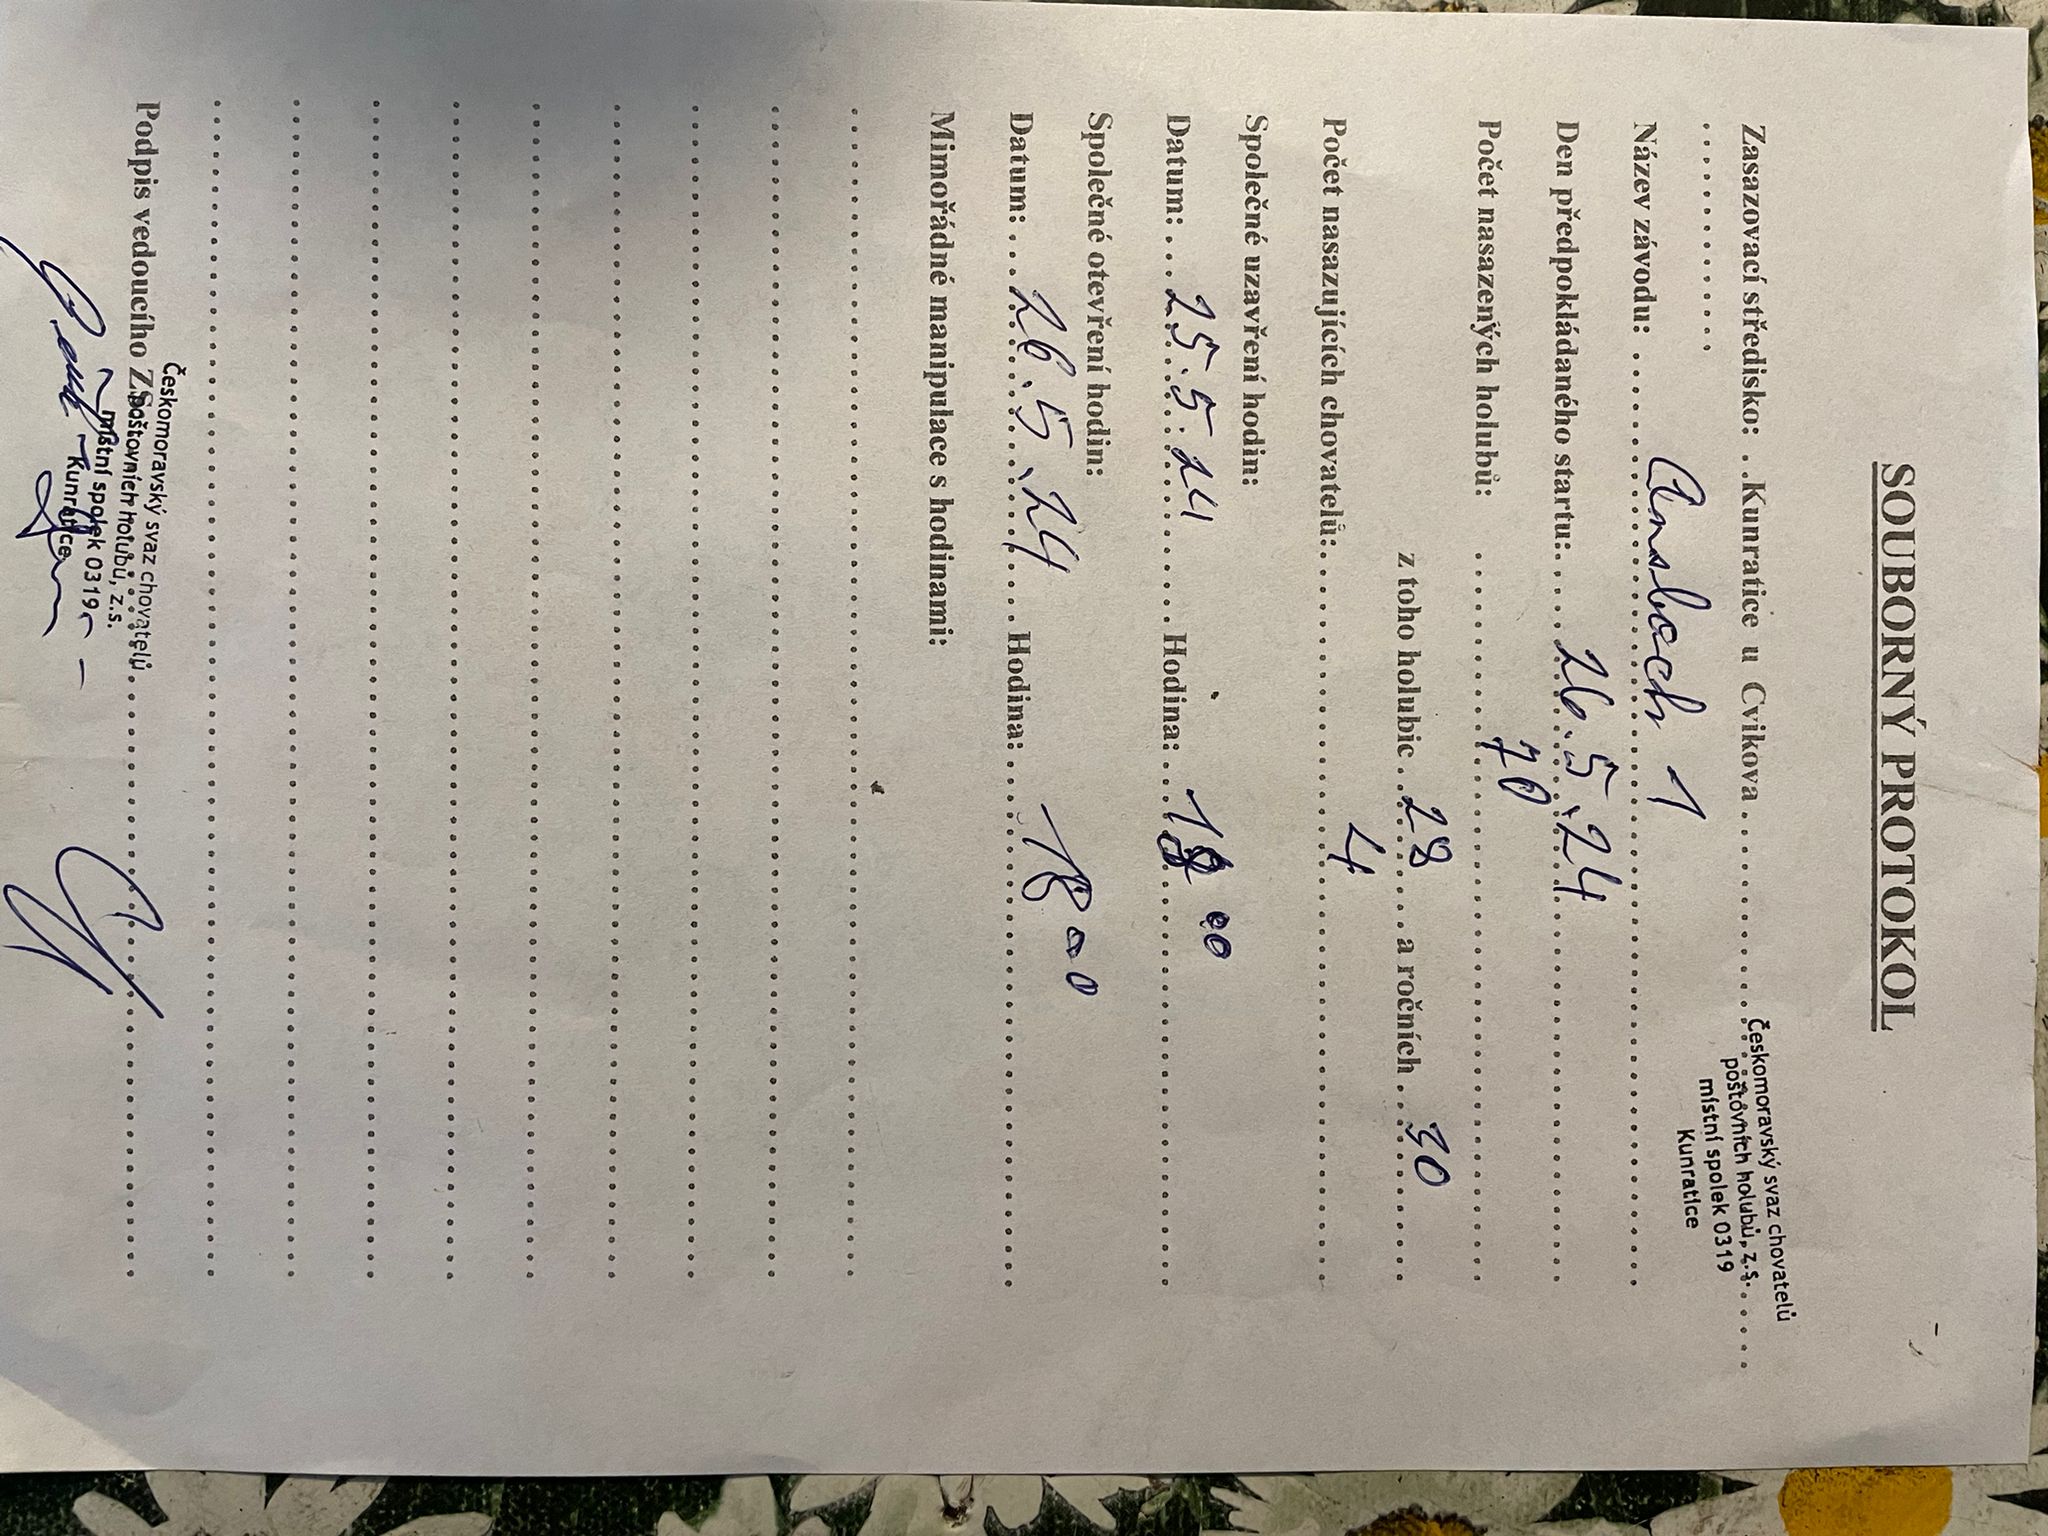 SOUBORNÝ PROTOKOL
Zasazovací středisko: . .Kunratice u Cvikova
Českomoravský svaz chovatelů
poštovních holubů, z.s.
místní spolek 0319
Kunratice
Název závodu: Ansbach 1
Den předpokládaného startu: 26.5.24
Počet nasazených holubů: 70
z toho holubic 28 a ročních 30
Počet nasazujících chovatelů: 4
Společné uzavření hodin:
Datum: 25.5.24 Hodina: 00
Společné otevření hodin:
Datum: 26.5.24 Hodina: 18 00
Mimořádné manipulace s hodinami:
Podpis vedoucího ZS
Českomoravský svaz chovatelů
poštovních holubů, z.s.
místní spolek 0319
Kunratice